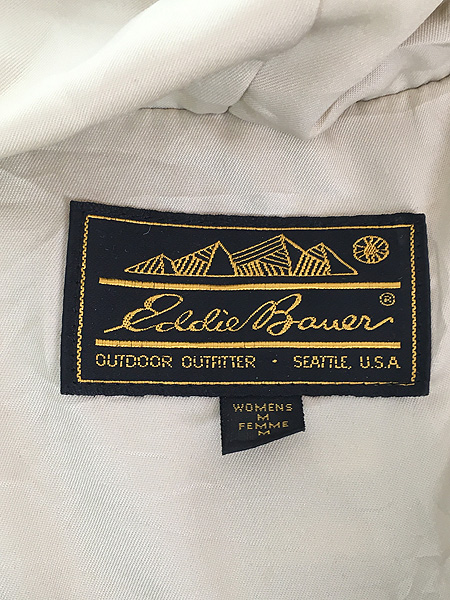 Eddie Bauer®
OUTDOOR OUTFITTER · SEATTLE, U.S.A
WOMENS
M
FEMME
M